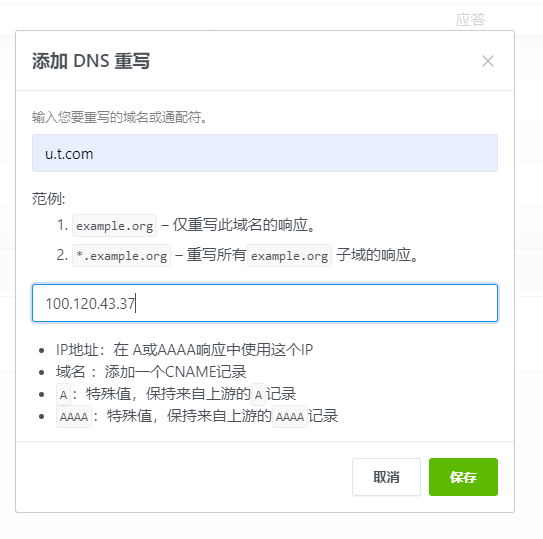 应答
添加 DNS 重写
输入您要重写的域名或通配符。
u.t.com
范例:
1. example.org – 仅重写此域名的响应。
2. *.example.org – 重写所有 example.org 子域的响应。
100.120.43.37
• IP地址：在 A或AAAA响应中使用这个IP
• 域名 ：添加一个CNAME记录
• A ：特殊值，保持来自上游的 A 记录
• AAAA ：特殊值，保持来自上游的 AAAA 记录
取消 保存